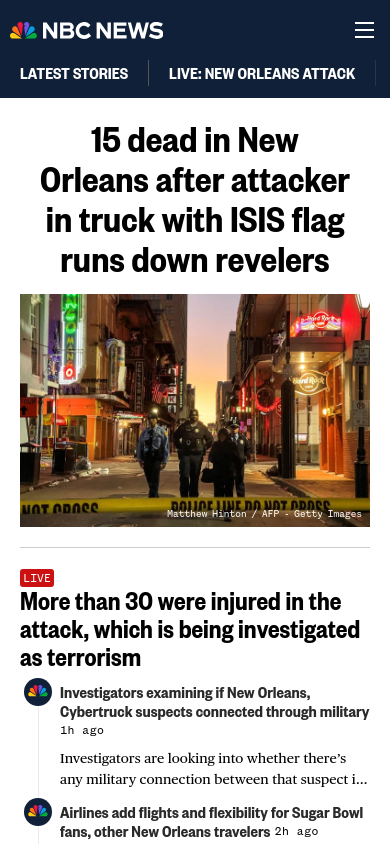 NBC NEWS
LATEST STORIES
LIVE: NEW ORLEANS ATTACK
15 dead in New
Orleans after attacker
in truck with ISIS flag
runs down revelers
Hard Rock
Hard Rock
NOT CROSS
POLICE LINE DO NOT CROSS
Matthew Hinton / AFP - Getty Images
LIVE
More than 30 were injured in the
attack, which is being investigated
as terrorism
Investigators examining if New Orleans,
Cybertruck suspects connected through military
1h ago
Investigators are looking into whether there’s
any military connection between that suspect i...
Airlines add flights and flexibility for Sugar Bowl
fans, other New Orleans travelers 2h ago